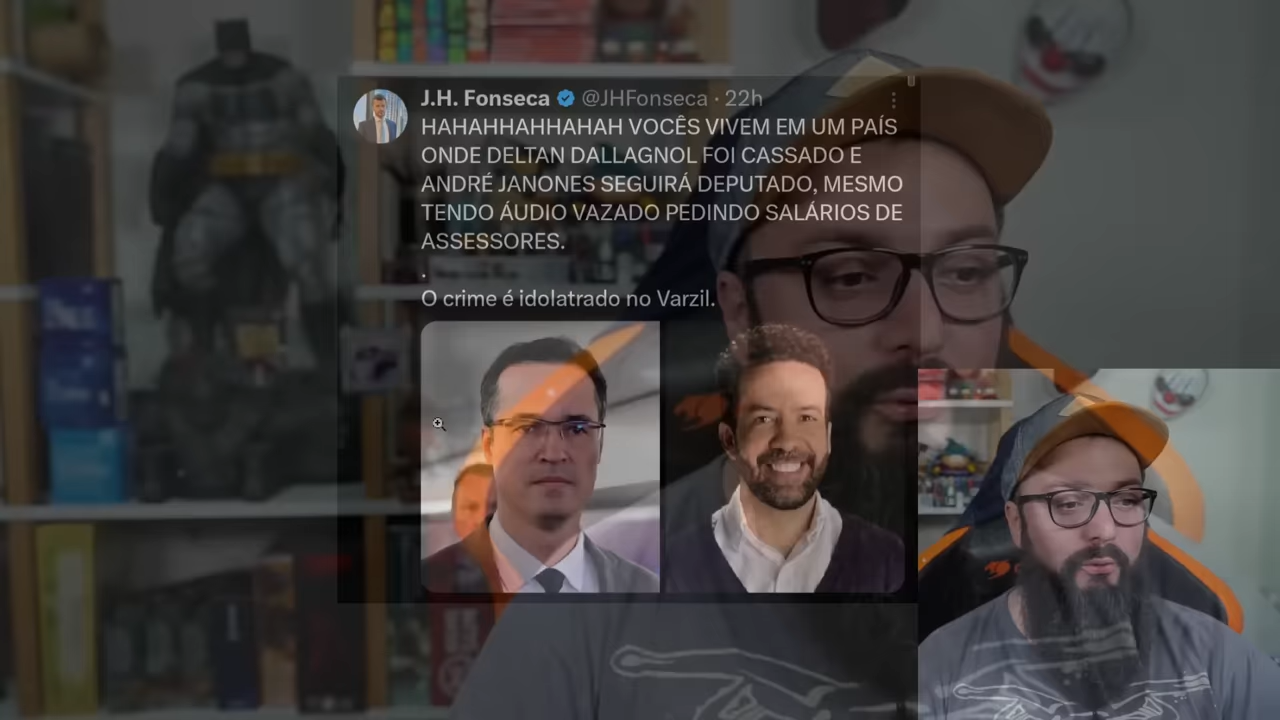 J.H. Fonseca @JHFonseca · 22h
HAHAHHAHHAHAH VOCÊS VIVEM EM UM PAÍS
ONDE DELTAN DALLAGNOL FOI CASSADO E
ANDRÉ JANONES SEGUIRÁ DEPUTADO, MESMO
TENDO ÁUDIO VAZADO PEDINDO SALÁRIOS DE
ASSESSORES.
.
O crime é idolatrado no Varzil.